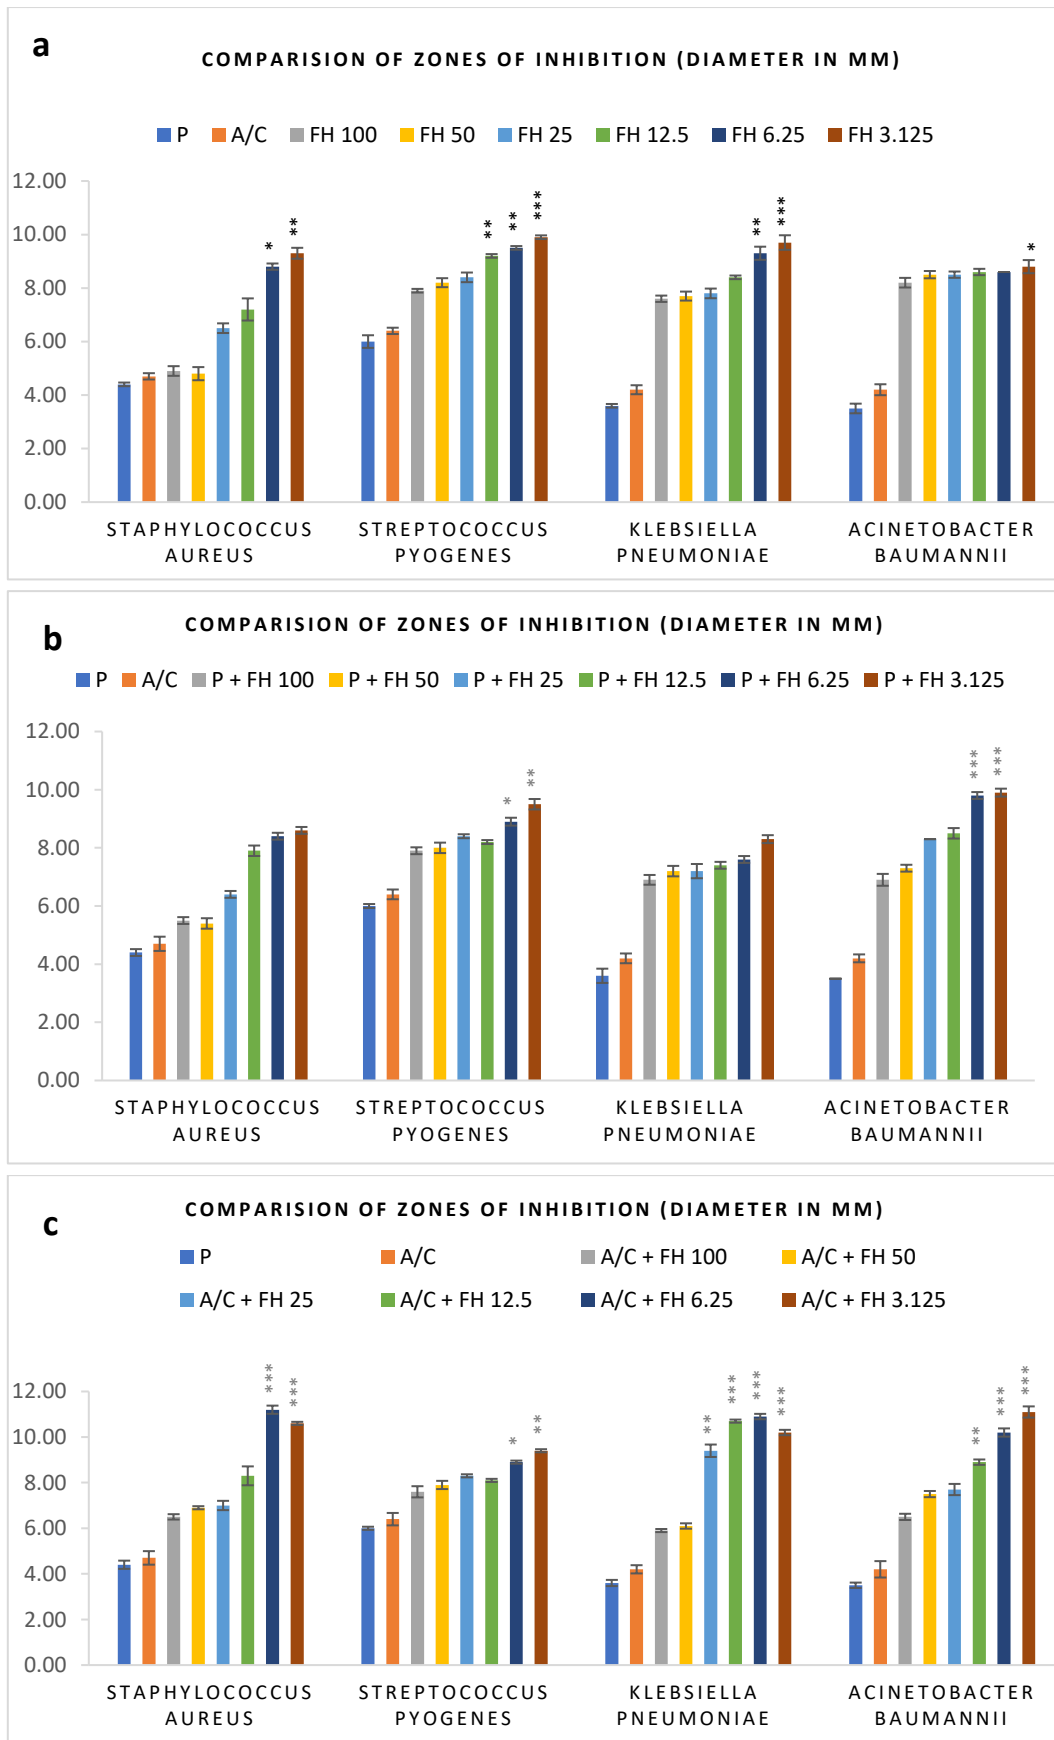 a
COMPARISION OF ZONES OF INHIBITION (DIAMETER IN MM)
P A/C FH 100 FH 50 FH 25 FH 12.5 FH 6.25 FH 3.125
12.00
10.00
8.00
6.00
4.00
2.00
0.00
* ** ** ** *** ** *** *
STAPHYLOCOCCUS AUREUS
STREPTOCOCCUS PYOGENES
KLEBSIELLA PNEUMONIAE
ACINETOBACTER BAUMANNII
b
COMPARISION OF ZONES OF INHIBITION (DIAMETER IN MM)
P A/C P + FH 100 P + FH 50 P + FH 25 P + FH 12.5 P + FH 6.25 P + FH 3.125
12.00
10.00
8.00
6.00
4.00
2.00
0.00
* ** *** ***
STAPHYLOCOCCUS AUREUS
STREPTOCOCCUS PYOGENES
KLEBSIELLA PNEUMONIAE
ACINETOBACTER BAUMANNII
c
COMPARISION OF ZONES OF INHIBITION (DIAMETER IN MM)
P A/C A/C + FH 100 A/C + FH 50
A/C + FH 25 A/C + FH 12.5 A/C + FH 6.25 A/C + FH 3.125
12.00
10.00
8.00
6.00
4.00
2.00
0.00
*** *** * ** ** *** *** *** ** *** ***
STAPHYLOCOCCUS AUREUS
STREPTOCOCCUS PYOGENES
KLEBSIELLA PNEUMONIAE
ACINETOBACTER BAUMANNII